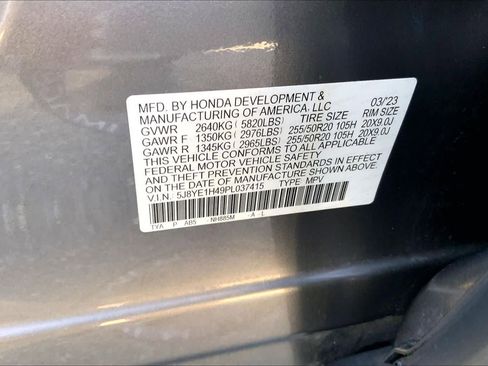 MFD. BY HONDA DEVELOPMENT &
MANUFACTURING OF AMERICA, LLC 03/'23
GVWR 2640KG (5820LBS) TIRE SIZE RIM SIZE
GAWR F 1350KG (2976LBS) 255/50R20 105H 20X9.0J
GAWR R 1345KG (2965LBS) 255/50R20 105H 20X9.0J
THIS VEHICLE CONFORMS TO ALL APPLICABLE
FEDERAL MOTOR VEHICLE SAFETY
AND THEFT PREVENTION STANDARDS IN EFFECT
ON THE DATE OF MANUFACTURE SHOWN ABOVE.
V.I.N. 5J8YE1H49PL037415 TYPE MPV
TYA P AB5 NH885M A L